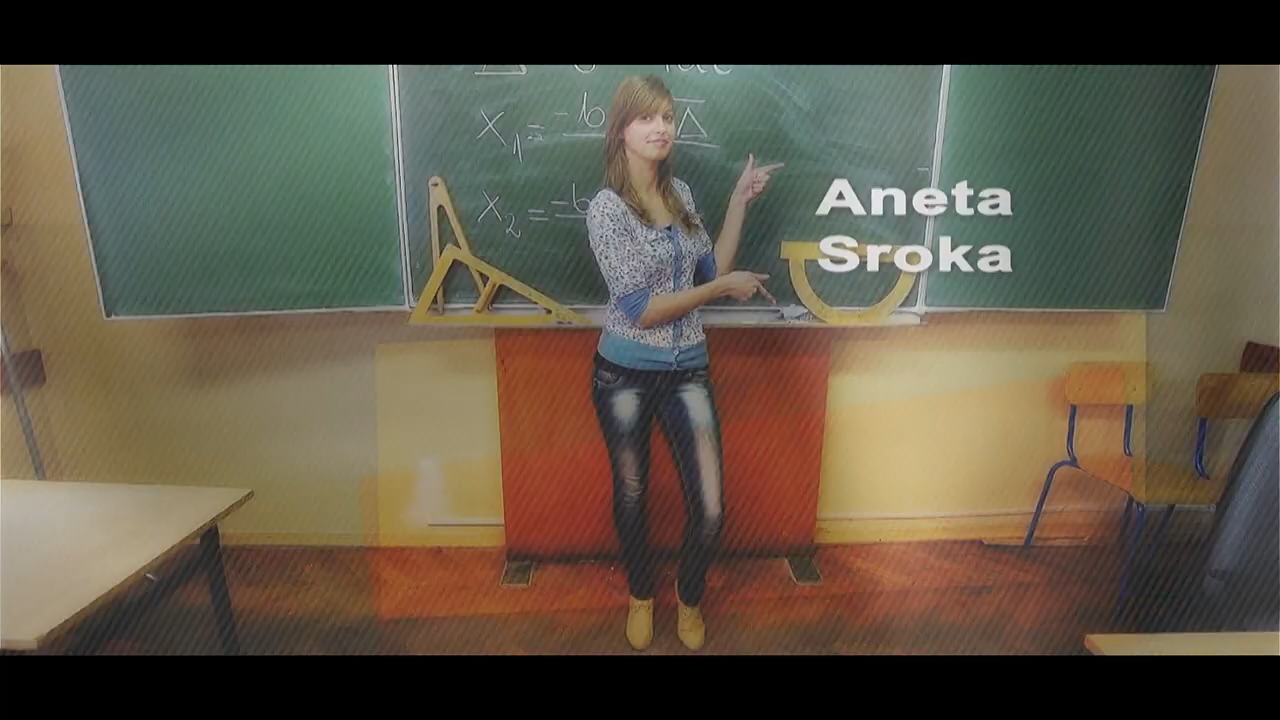 X₁ = -b
√Δ
X₂ = -b
Aneta
Sroka